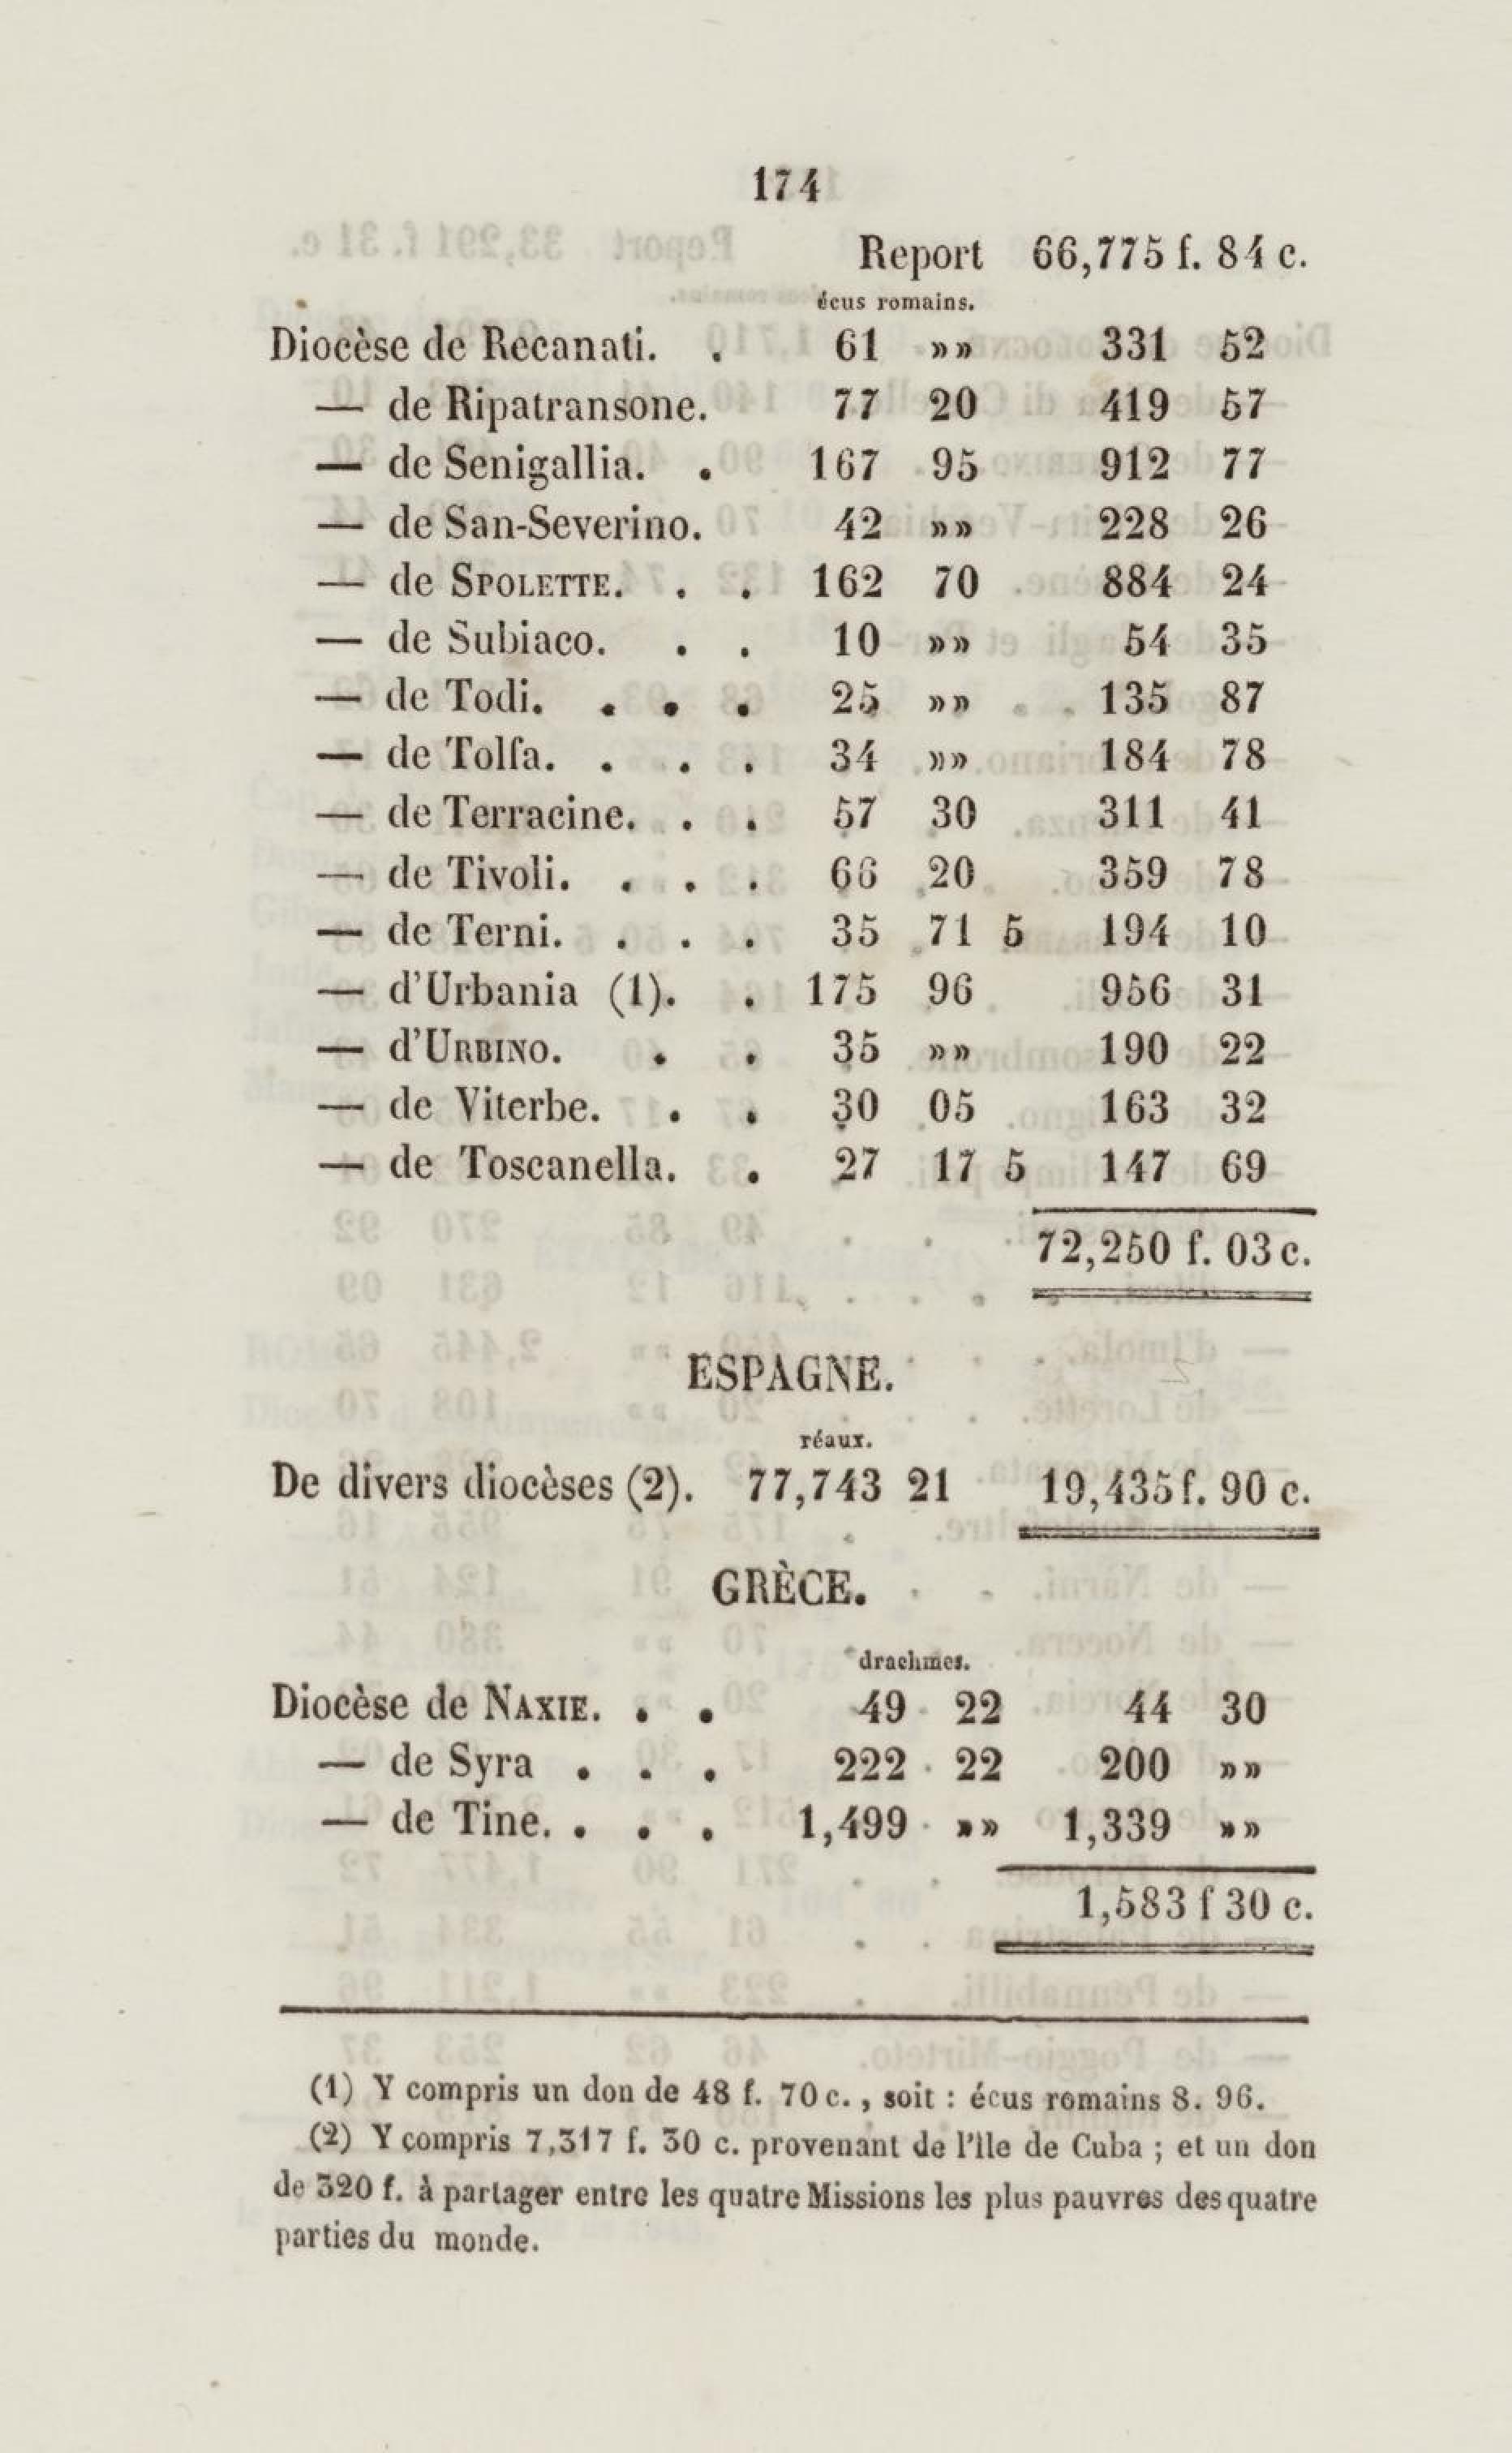 174
Report 66,775 f. 84 c.
écus romains.
Diocèse de Recanati. . 61 »» 331 52
— de Ripatransone. 77 20 419 57
— de Senigallia. . 167 95 912 77
— de San-Severino. 42 »» 228 26
— de SPOLETTE. . . 162 70 884 24
— de Subiaco. . . 10 »» 54 35
— de Todi. . . . 25 »» 135 87
— de Tolfa. . . . 34 »» 184 78
— de Terracine. . . 57 30 311 41
— de Tivoli. . . . 66 20 359 78
— de Terni. . . . 35 71 5 194 10
— d'Urbania (1). . 175 96 956 31
— d'URBINO. . . 35 »» 190 22
— de Viterbe. . . 30 05 163 32
— de Toscanella. . 27 17 5 147 69
72,250 f. 03 c.
ESPAGNE.
réaux.
De divers diocèses (2). 77,743 21 19,435 f. 90 c.
GRÈCE.
drachmes.
Diocèse de NAXIE. . . 49 22 44 30
— de Syra . . . 222 22 200 »»
— de Tine. . . . 1,499 »» 1,339 »»
1,583 f 30 c.
(1) Y compris un don de 48 f. 70 c., soit : écus romains 8. 96.
(2) Y compris 7,317 f. 30 c. provenant de l'île de Cuba ; et un don
de 320 f. à partager entre les quatre Missions les plus pauvres des quatre
parties du monde.